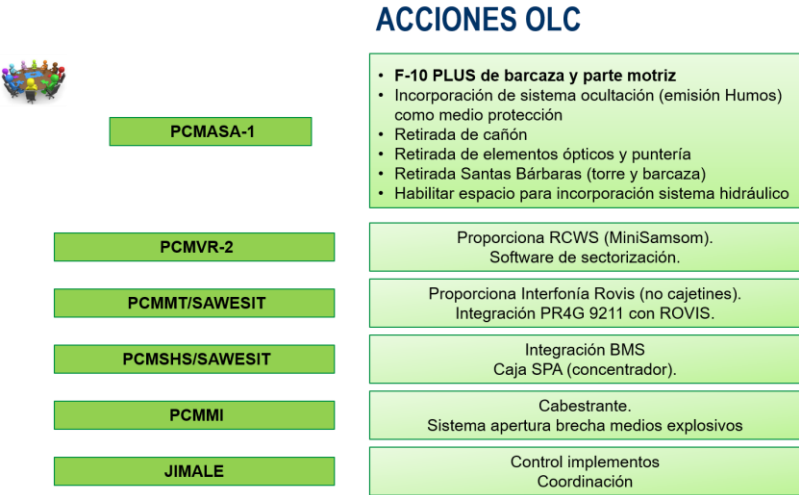 ACCIONES OLC
PCMASA-1
• F-10 PLUS de barcaza y parte motriz
• Incorporación de sistema ocultación (emisión Humos)
como medio protección
• Retirada de cañón
• Retirada de elementos ópticos y puntería
• Retirada Santas Bárbaras (torre y barcaza)
• Habilitar espacio para incorporación sistema hidráulico
PCMVR-2
Proporciona RCWS (MiniSamsom).
Software de sectorización.
PCMMT/SAWESIT
Proporciona Interfonía Rovis (no cajetines).
Integración PR4G 9211 con ROVIS.
PCMSHS/SAWESIT
Integración BMS
Caja SPA (concentrador).
PCMMI
Cabestrante.
Sistema apertura brecha medios explosivos
JIMALE
Control implementos
Coordinación